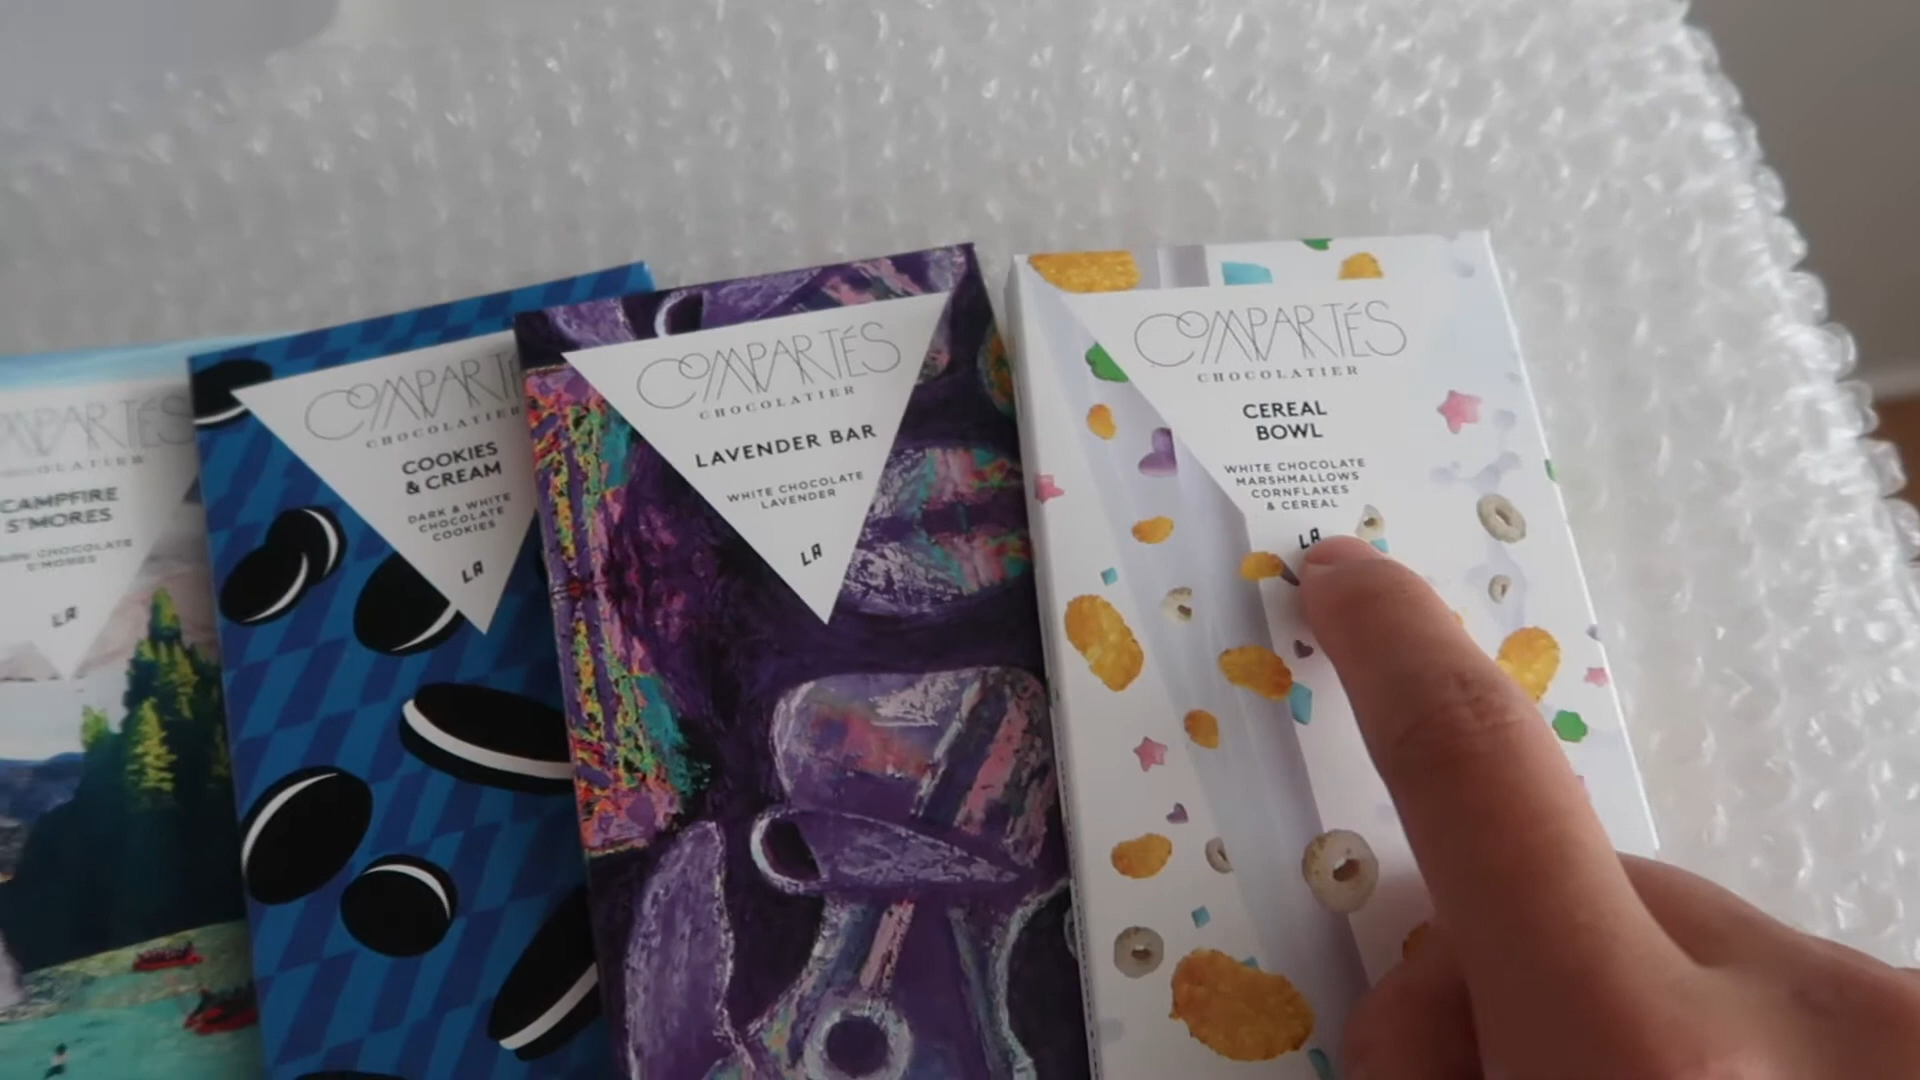 COMPARTÉS
CHOCOLATIER
CAMPFIRE
S'MORES
CHOCOLATE
S'MORES
LA
COMPARTÉS
CHOCOLATIER
COOKIES
& CREAM
DARK & WHITE
CHOCOLATE
COOKIES
LA
COMPARTÉS
CHOCOLATIER
LAVENDER BAR
WHITE CHOCOLATE
LAVENDER
LA
COMPARTÉS
CHOCOLATIER
CEREAL
BOWL
WHITE CHOCOLATE
MARSHMALLOWS
CORNFLAKES
& CEREAL
LA